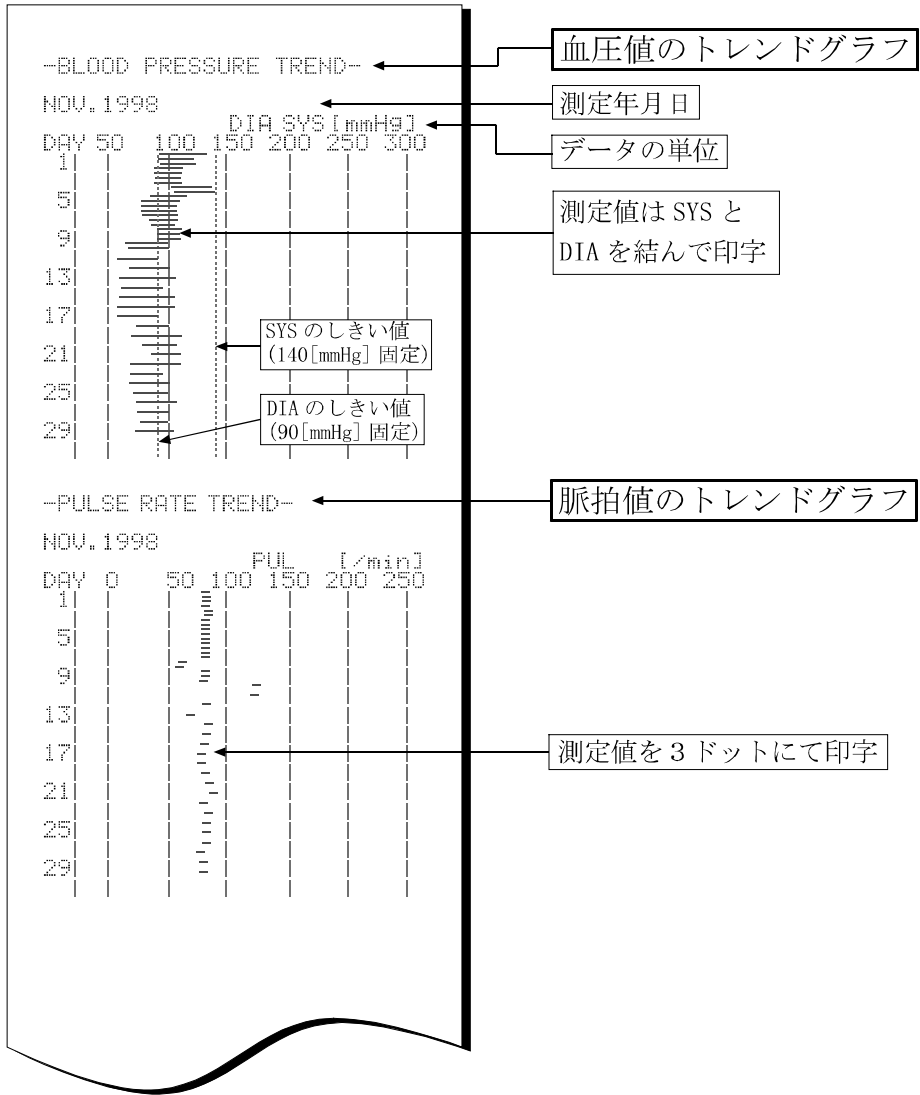 -BLOOD PRESSURE TREND-
血圧値のトレンドグラフ
NOV.1998
測定年月日
DIA SYS[mmHg]
DAY 50 100 150 200 250 300
データの単位
1
5
9
13
17
21
25
29
測定値は SYS と
DIA を結んで印字
SYS のしきい値
(140[mmHg] 固定)
DIA のしきい値
(90[mmHg] 固定)
-PULSE RATE TREND-
脈拍値のトレンドグラフ
NOV.1998
PUL [/min]
DAY 0 50 100 150 200 250
1
5
9
13
17
21
25
29
測定値を３ドットにて印字